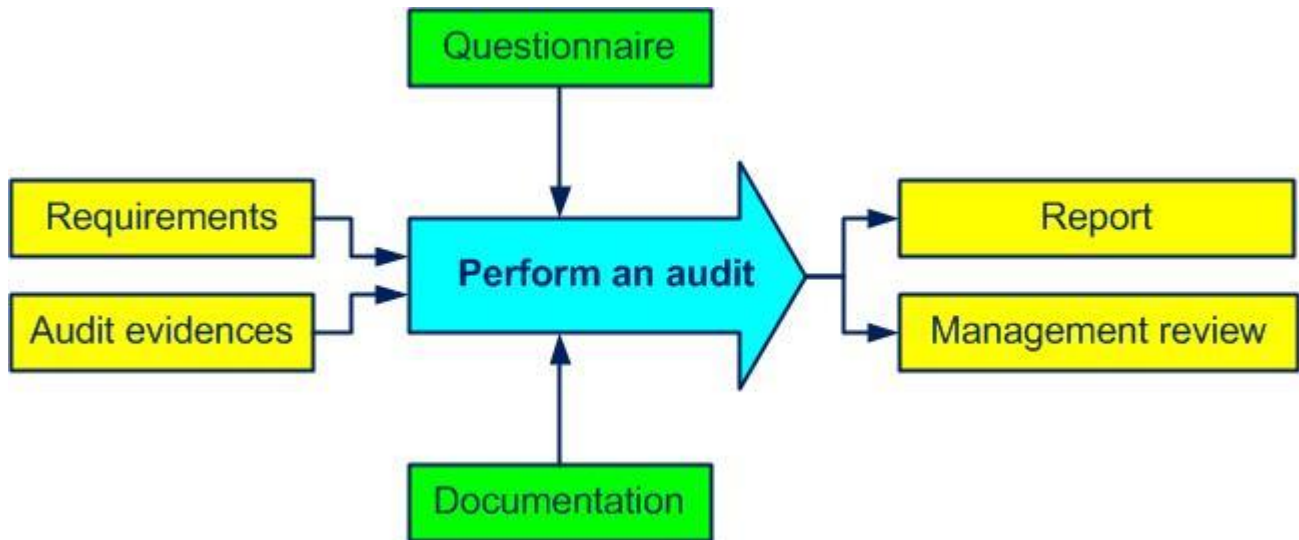 Questionnaire
Requirements
Audit evidences
Perform an audit
Report
Management review
Documentation